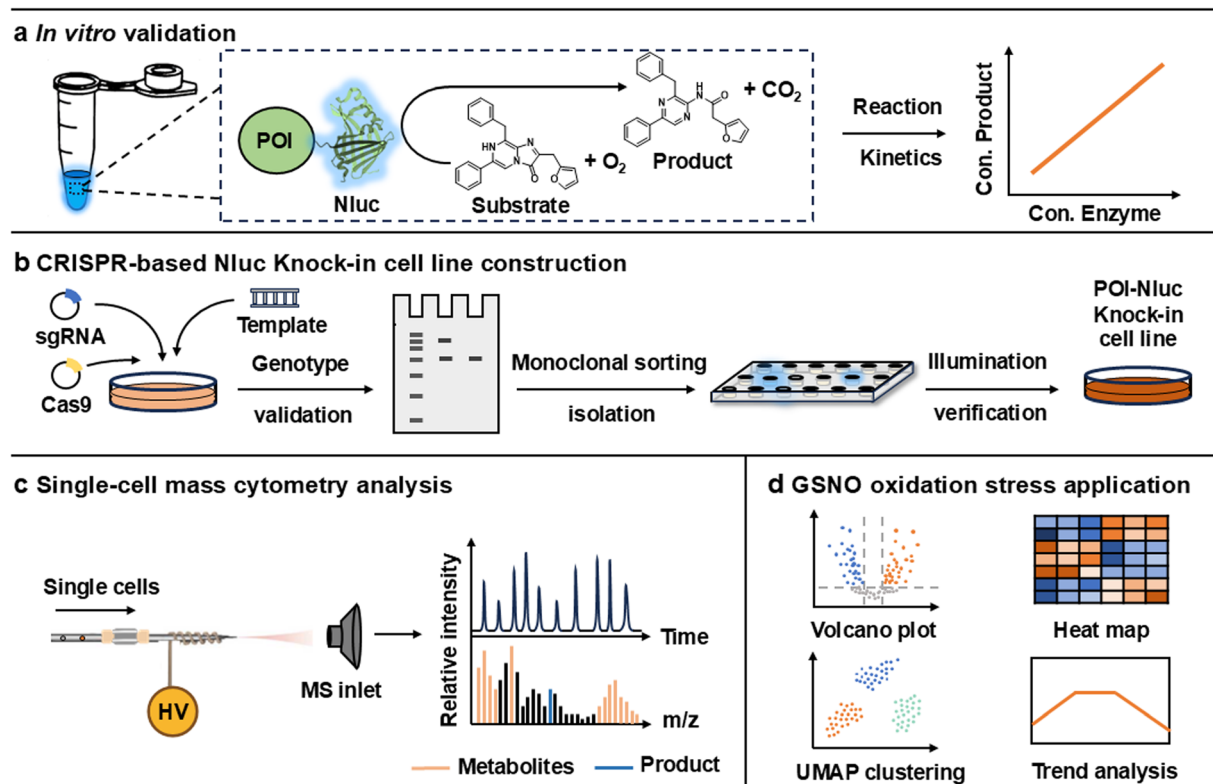 a In vitro validation
POI
Nluc
HN
N
N
O
O
Substrate
+ O2
N
N
NH
O
O
Product
+ CO2
Reaction
Kinetics
Con. Product
Con. Enzyme
b CRISPR-based Nluc Knock-in cell line construction
sgRNA
Cas9
Template
Genotype
validation
Monoclonal sorting
isolation
Illumination
verification
POI-Nluc
Knock-in
cell line
c Single-cell mass cytometry analysis
Single cells
HV
MS inlet
Relative intensity
Time
m/z
Metabolites
Product
d GSNO oxidation stress application
Volcano plot
Heat map
UMAP clustering
Trend analysis